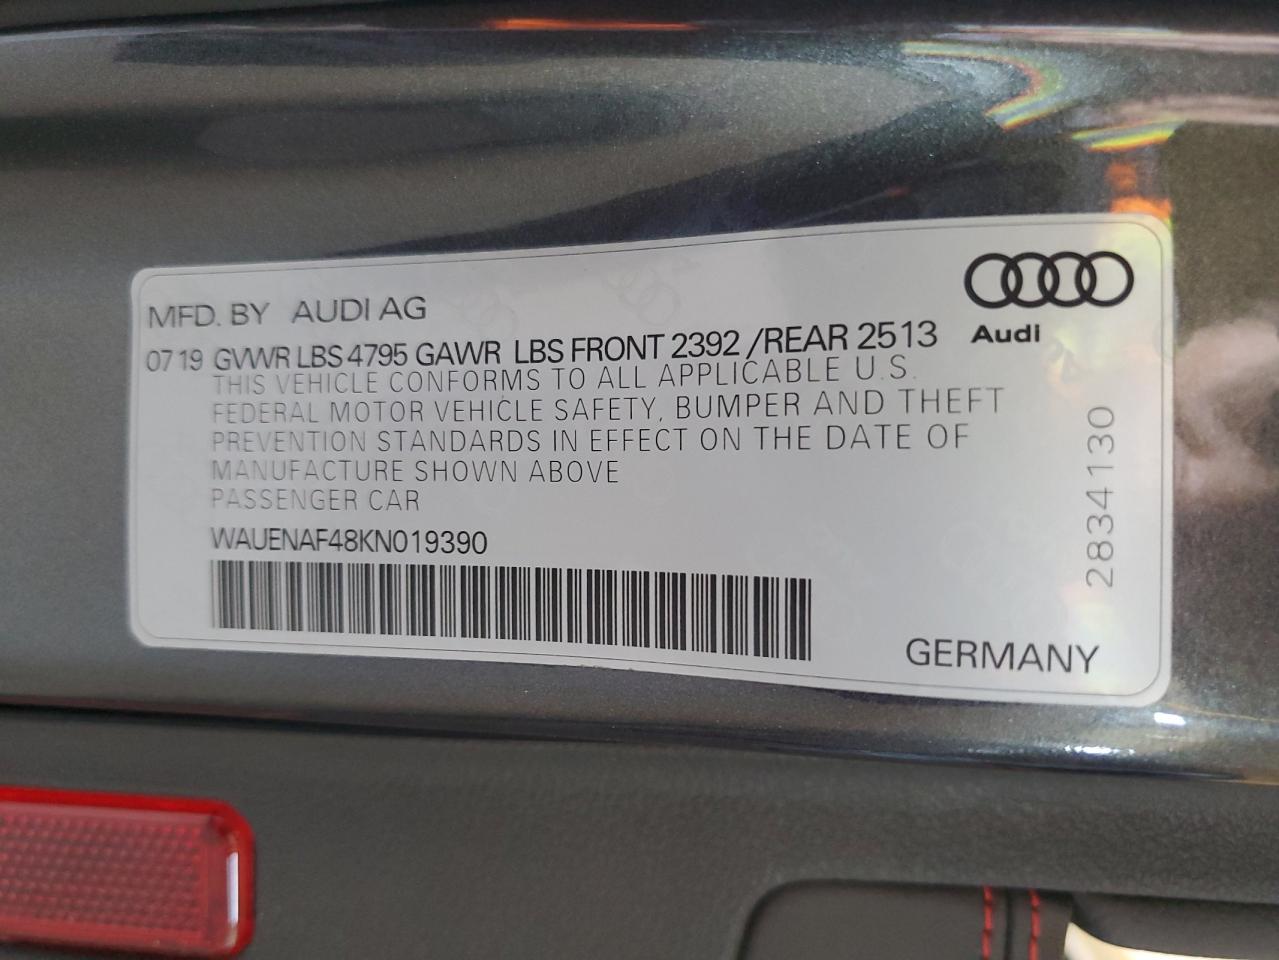 MFD. BY AUDI AG
Audi
07 19 GVWR LBS 4795 GAWR LBS FRONT 2392 /REAR 2513
THIS VEHICLE CONFORMS TO ALL APPLICABLE U.S.
FEDERAL MOTOR VEHICLE SAFETY, BUMPER AND THEFT
PREVENTION STANDARDS IN EFFECT ON THE DATE OF
MANUFACTURE SHOWN ABOVE
PASSENGER CAR
WAUENAF48KN019390
2834130
GERMANY